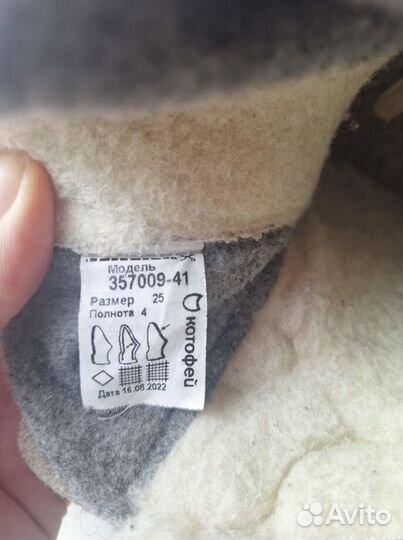 Модель
357009-41
Размер 25
Полнота 4
котофей
Дата 16.08.2022
Avito